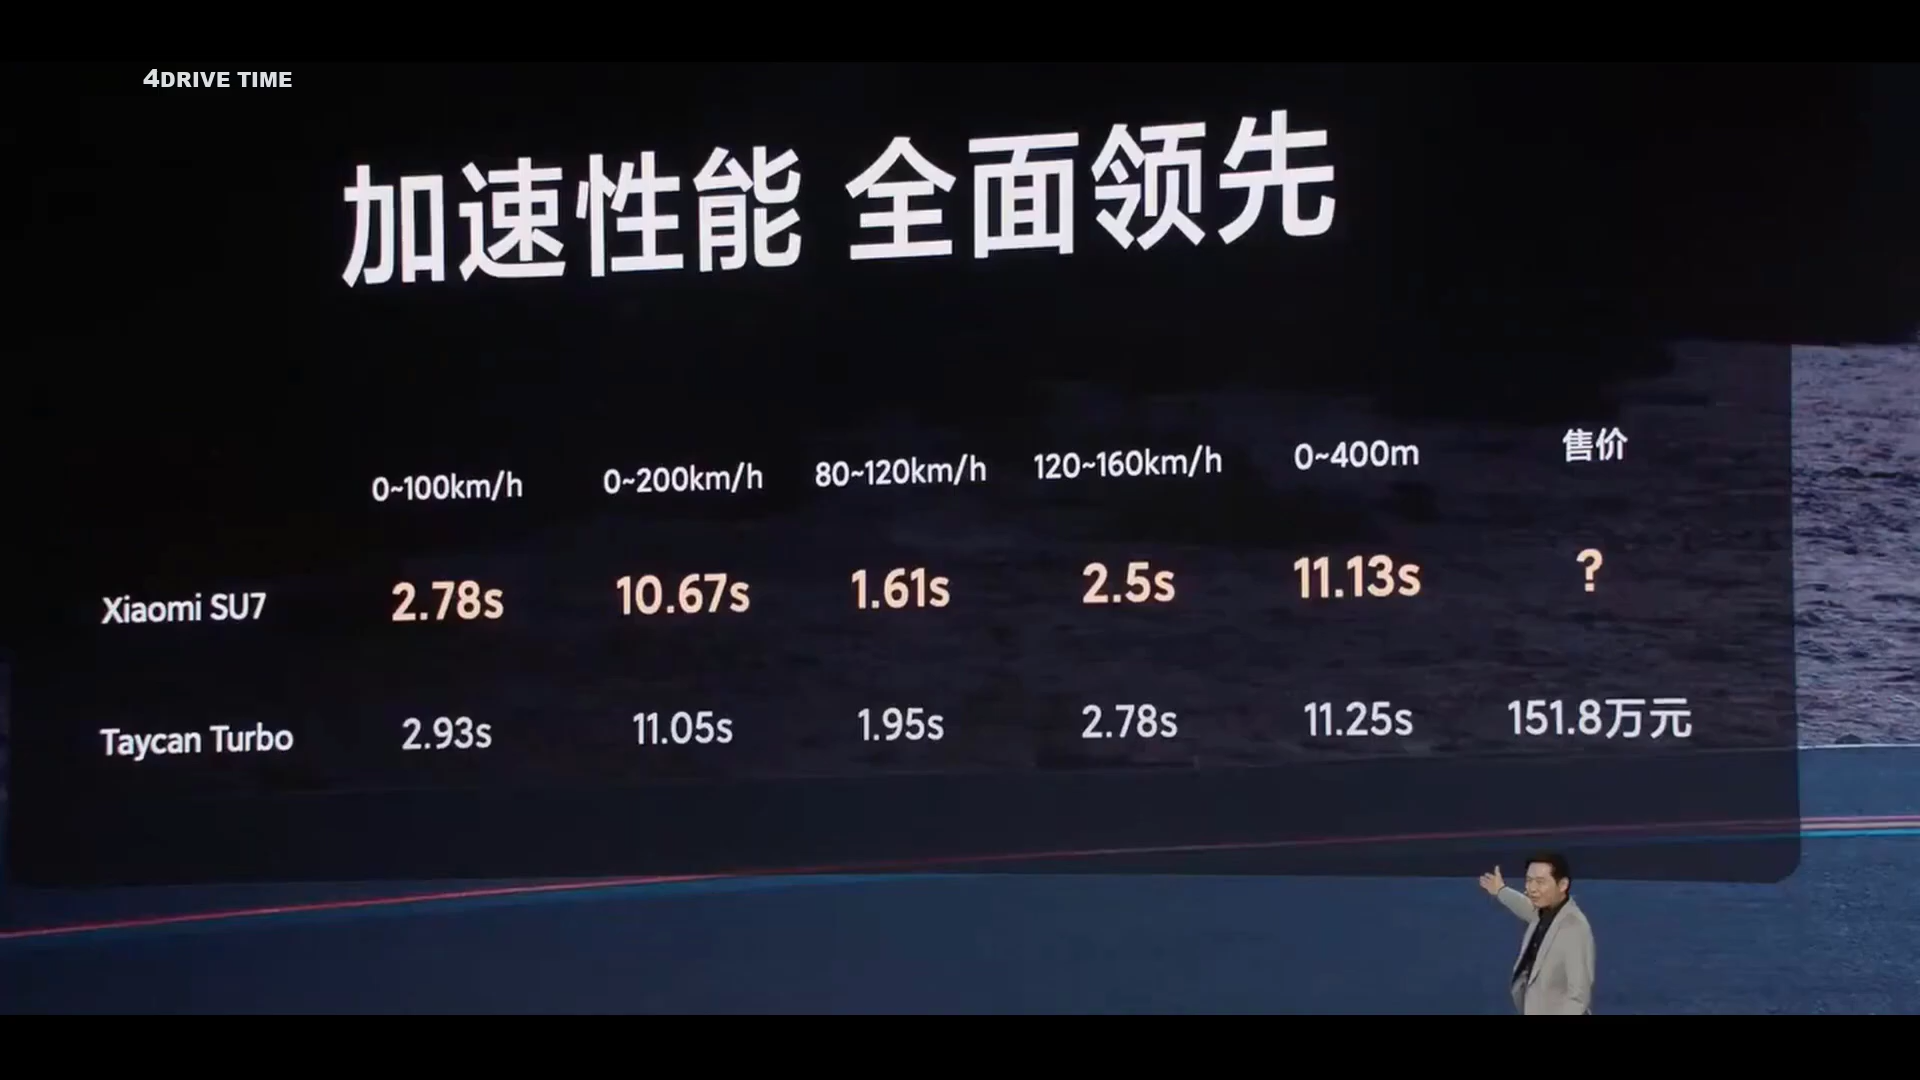 4DRIVE TIME
加速性能 全面领先
0~100km/h 0~200km/h 80~120km/h 120~160km/h 0~400m 售价
Xiaomi SU7 2.78s 10.67s 1.61s 2.5s 11.13s ?
Taycan Turbo 2.93s 11.05s 1.95s 2.78s 11.25s 151.8万元